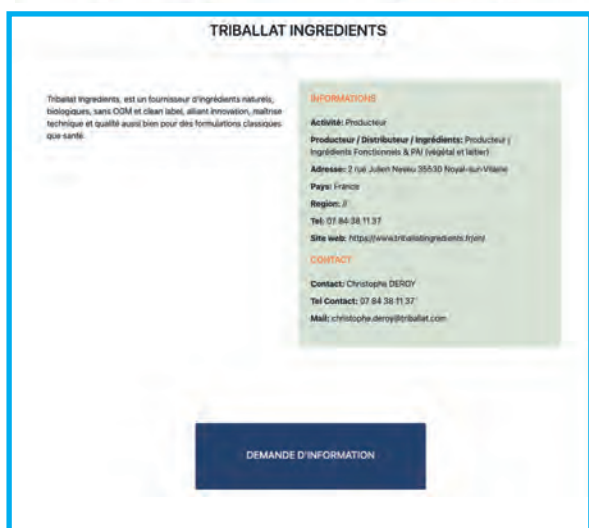 TRIBALLAT INGREDIENTS
Triballat Ingredients, est un fournisseur d'ingrédients naturels,
biologiques, sans OGM et clean label, alliant innovation, maîtrise
technique et qualité aussi bien pour des formulations classiques
que santé.
INFORMATIONS
Activité: Producteur
Producteur / Distributeur / Ingrédients: Producteur |
Ingrédients Fonctionnels & PAI (végétal et laitier)
Adresse: 2 rue Julien Neveu 35530 Noyal-sur-Vilaine
Pays: France
Region: //
Tel: 07 84 38 11 37
Site web: https://www.triballatingredients.fr/en/
CONTACT
Contact: Christophe DEROY
Tel Contact: 07 84 38 11 37
Mail: christophe.deroy@triballat.com
DEMANDE D'INFORMATION